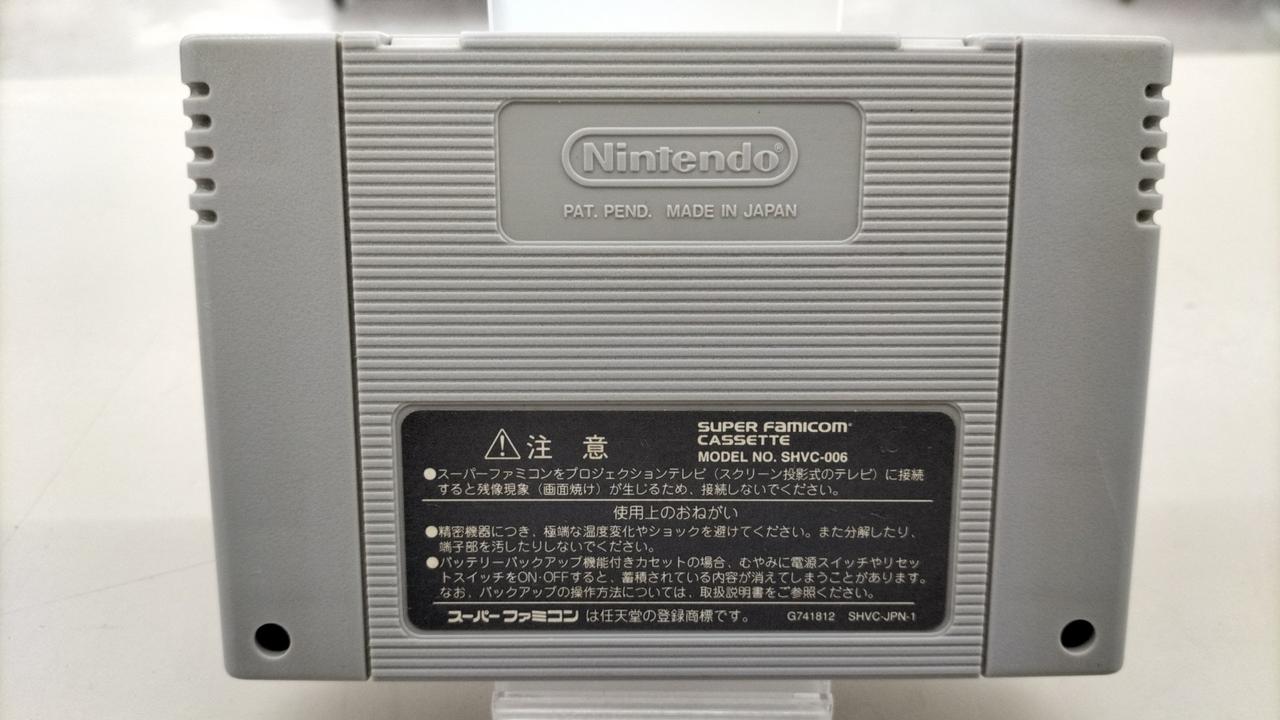 Nintendo®
PAT. PEND. MADE IN JAPAN
⚠注意
SUPER FAMICOM®
CASSETTE
MODEL NO. SHVC-006
●スーパーファミコンをプロジェクションテレビ（スクリーン投影式のテレビ）に接続
すると残像現象（画面焼け）が生じるため、接続しないでください。
使用上のおねがい
●精密機器につき、極端な温度変化やショックを避けてください。また分解したり、
端子部を汚したりしないでください。
●バッテリーバックアップ機能付きカセットの場合、むやみに電源スイッチやリセッ
トスイッチをON·OFFすると、蓄積されている内容が消えてしまうことがあります。
なお、バックアップの操作方法については、取扱説明書をご参照ください。
スーパーファミコンは任天堂の登録商標です。 G741812 SHVC-JPN-1